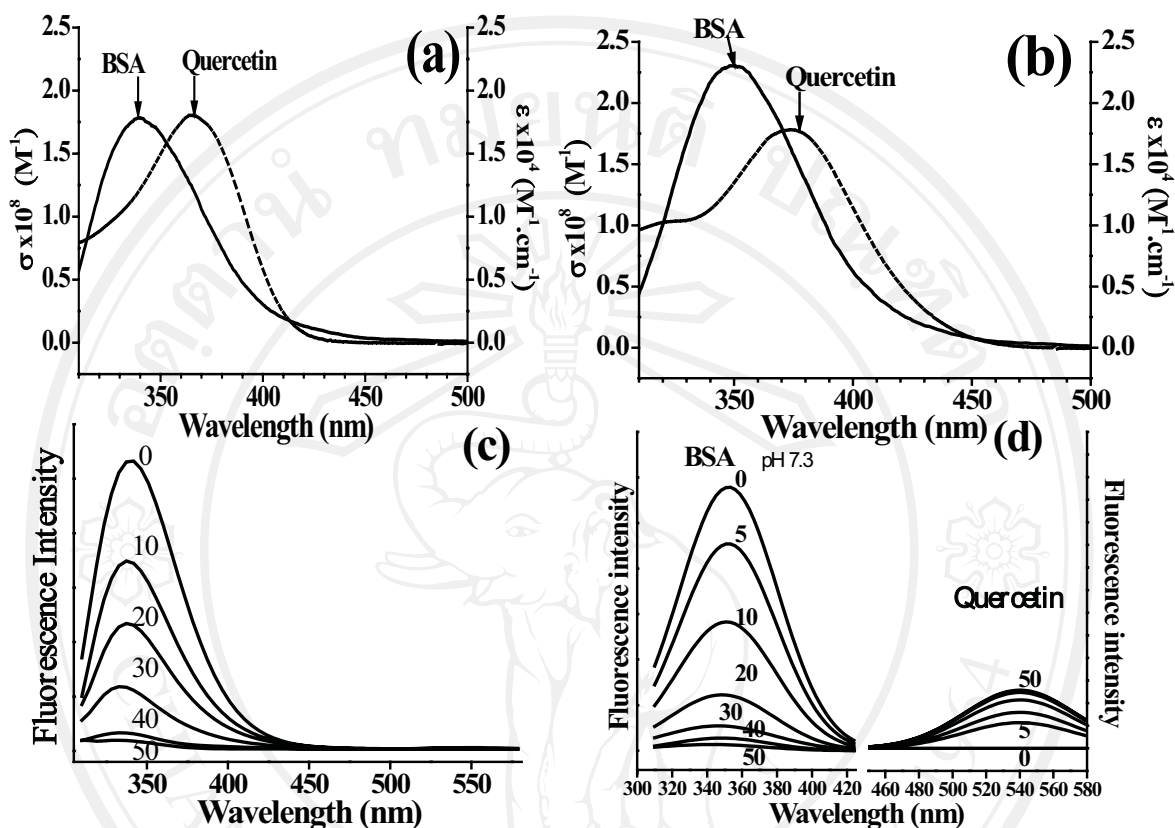 (a)
BSA
Quercetin
2.5
2.0
1.5
1.0
0.5
0.0
σ x10⁸ (M⁻¹)
2.5
2.0
1.5
1.0
0.5
0.0
ε x10⁴ (M⁻¹.cm⁻¹)
350 400 450 500
Wavelength (nm)
(b)
BSA
Quercetin
2.5
2.0
1.5
1.0
0.5
0.0
σ x10⁸ (M⁻¹)
2.5
2.0
1.5
1.0
0.5
0.0
ε x10⁴ (M⁻¹.cm⁻¹)
350 400 450 500
Wavelength (nm)
(c)
0
10
20
30
40
50
Fluorescence Intensity
350 400 450 500 550
Wavelength (nm)
(d)
BSA pH 7.3
0
5
10
20
30
40
50
Quercetin
50
5
0
Fluorescence intensity
Fluorescence intensity
300 320 340 360 380 400 420 460 480 500 520 540 560 580
Wavelength (nm)